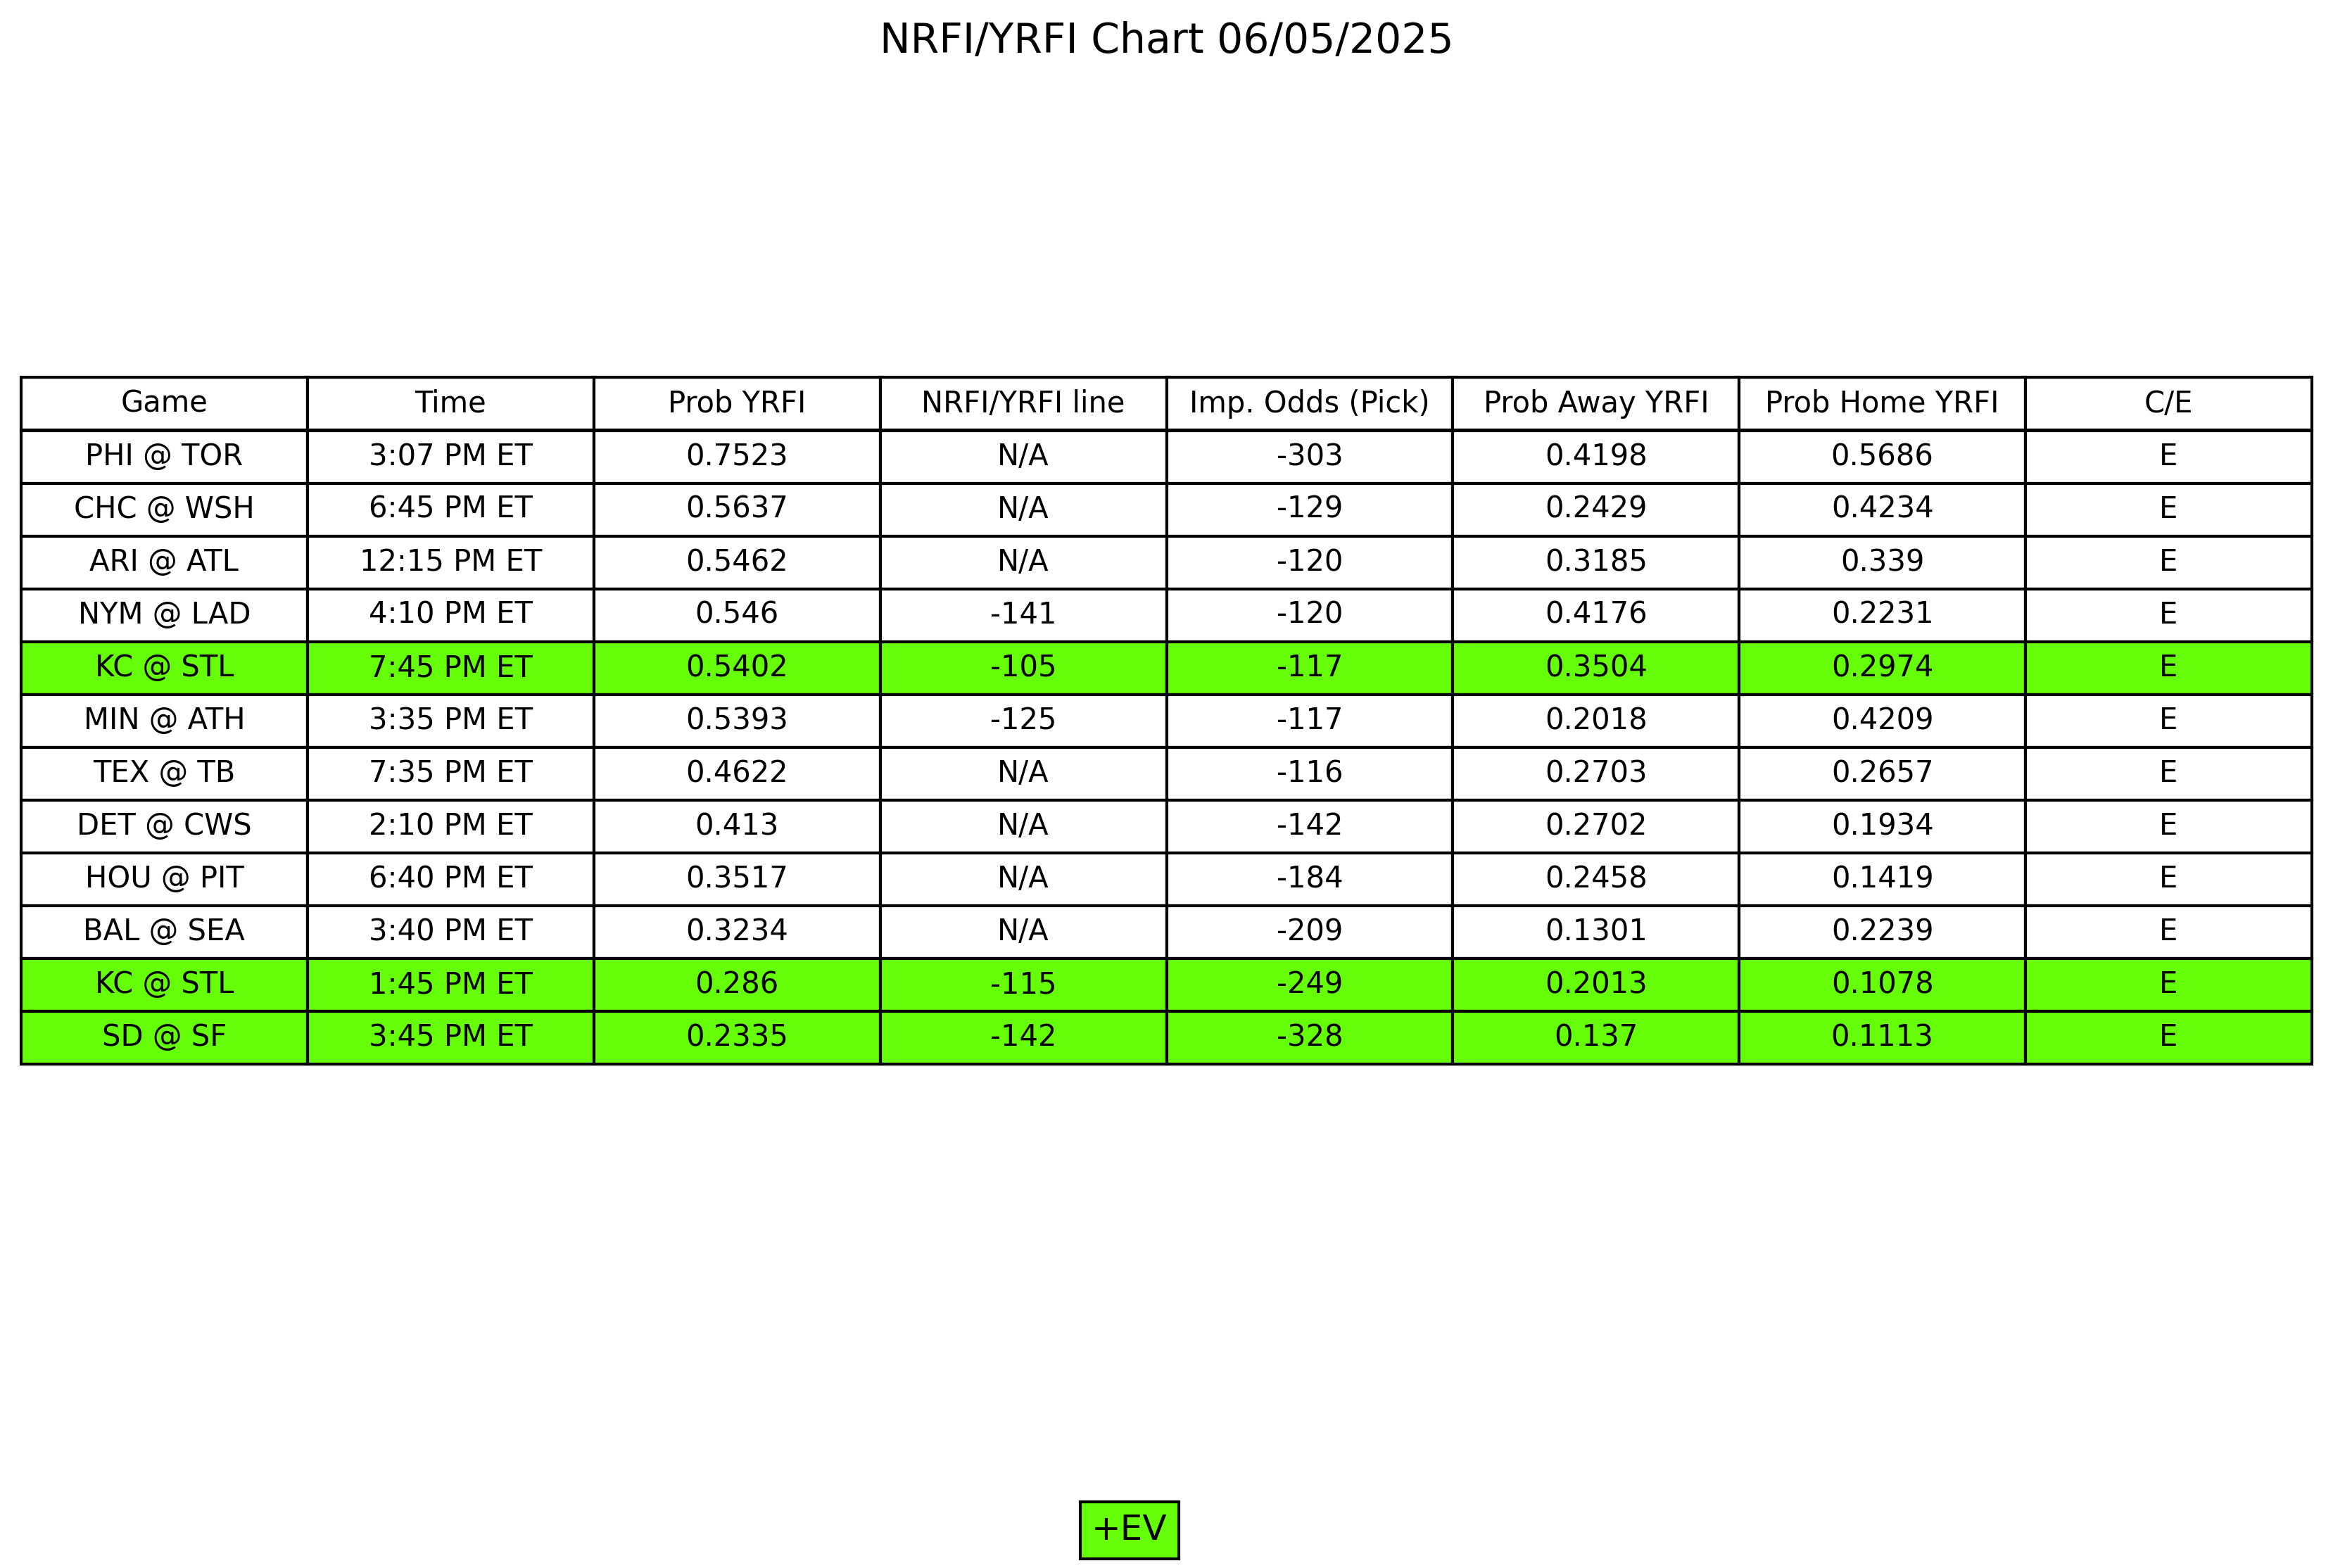 NRFI/YRFI Chart 06/05/2025
Game Time Prob YRFI NRFI/YRFI line Imp. Odds (Pick) Prob Away YRFI Prob Home YRFI C/E
PHI @ TOR 3:07 PM ET 0.7523 N/A -303 0.4198 0.5686 E
CHC @ WSH 6:45 PM ET 0.5637 N/A -129 0.2429 0.4234 E
ARI @ ATL 12:15 PM ET 0.5462 N/A -120 0.3185 0.339 E
NYM @ LAD 4:10 PM ET 0.546 -141 -120 0.4176 0.2231 E
KC @ STL 7:45 PM ET 0.5402 -105 -117 0.3504 0.2974 E
MIN @ ATH 3:35 PM ET 0.5393 -125 -117 0.2018 0.4209 E
TEX @ TB 7:35 PM ET 0.4622 N/A -116 0.2703 0.2657 E
DET @ CWS 2:10 PM ET 0.413 N/A -142 0.2702 0.1934 E
HOU @ PIT 6:40 PM ET 0.3517 N/A -184 0.2458 0.1419 E
BAL @ SEA 3:40 PM ET 0.3234 N/A -209 0.1301 0.2239 E
KC @ STL 1:45 PM ET 0.286 -115 -249 0.2013 0.1078 E
SD @ SF 3:45 PM ET 0.2335 -142 -328 0.137 0.1113 E
+EV